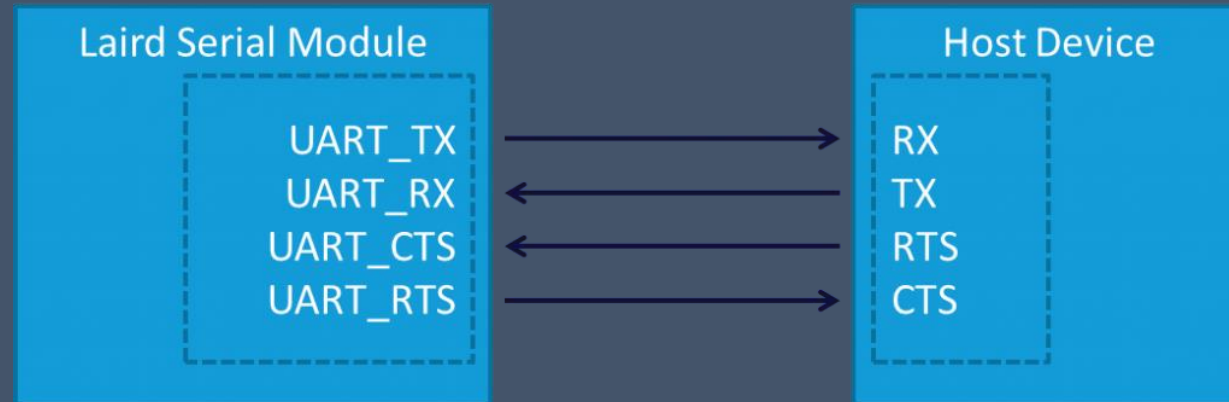 Laird Serial Module
UART_TX
UART_RX
UART_CTS
UART_RTS
Host Device
RX
TX
RTS
CTS